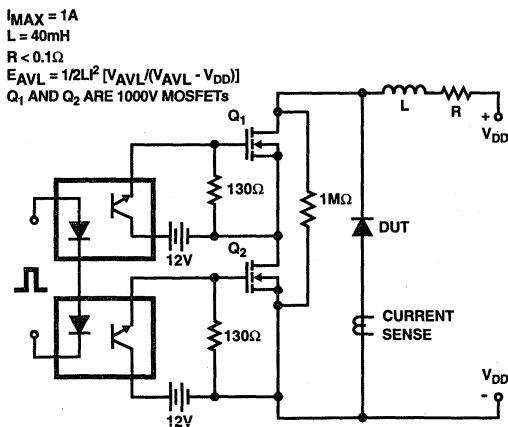 IMAX = 1A
L = 40mH
R < 0.1Ω
EAVL = 1/2LI² [VAVL/(VAVL - VDD)]
Q1 AND Q2 ARE 1000V MOSFETs
Q1
L
R
+
VDD
130Ω
1MΩ
DUT
12V
Q2
130Ω
CURRENT
SENSE
VDD
-
12V